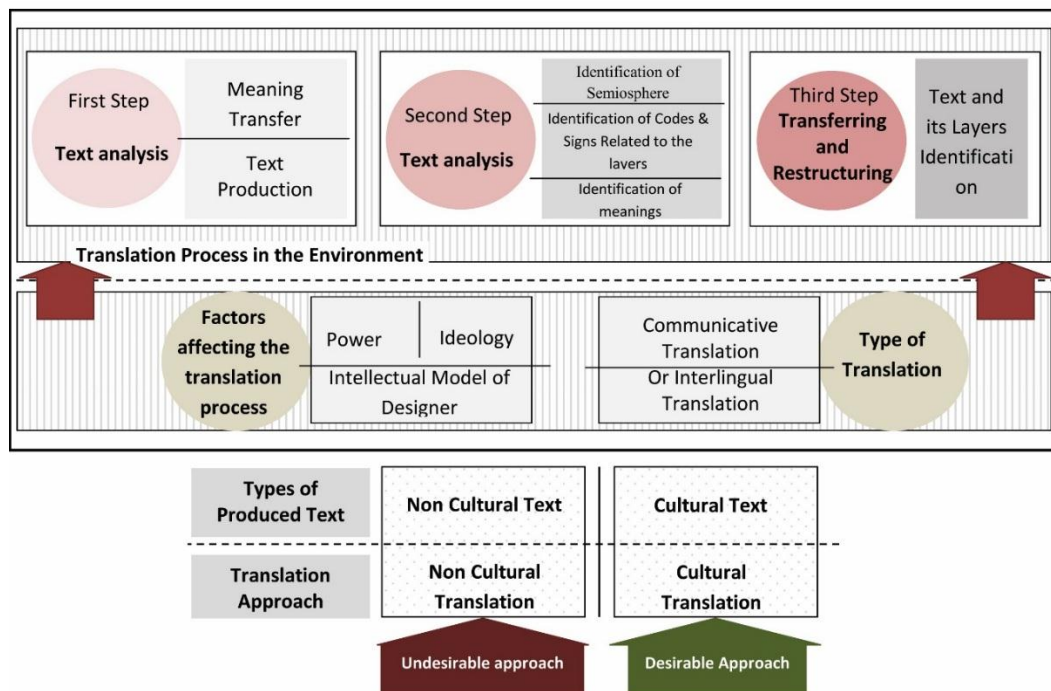 First Step
Text analysis
Meaning
Transfer
Text
Production
Second Step
Text analysis
Identification of
Semiosphere
Identification of Codes &
Signs Related to the
lavers
Identification of
meanings
Third Step
Transferring
and
Restructuring
Text and
its Layers
Identificati
on
Translation Process in the Environment
Factors
affecting the
translation
process
Power
Ideology
Intellectual Model of
Designer
Communicative
Translation
Or Interlingual
Translation
Type of
Translation
Types of
Produced Text
Non Cultural Text
Cultural Text
Translation
Approach
Non Cultural
Translation
Cultural
Translation
Undesirable approach
Desirable Approach